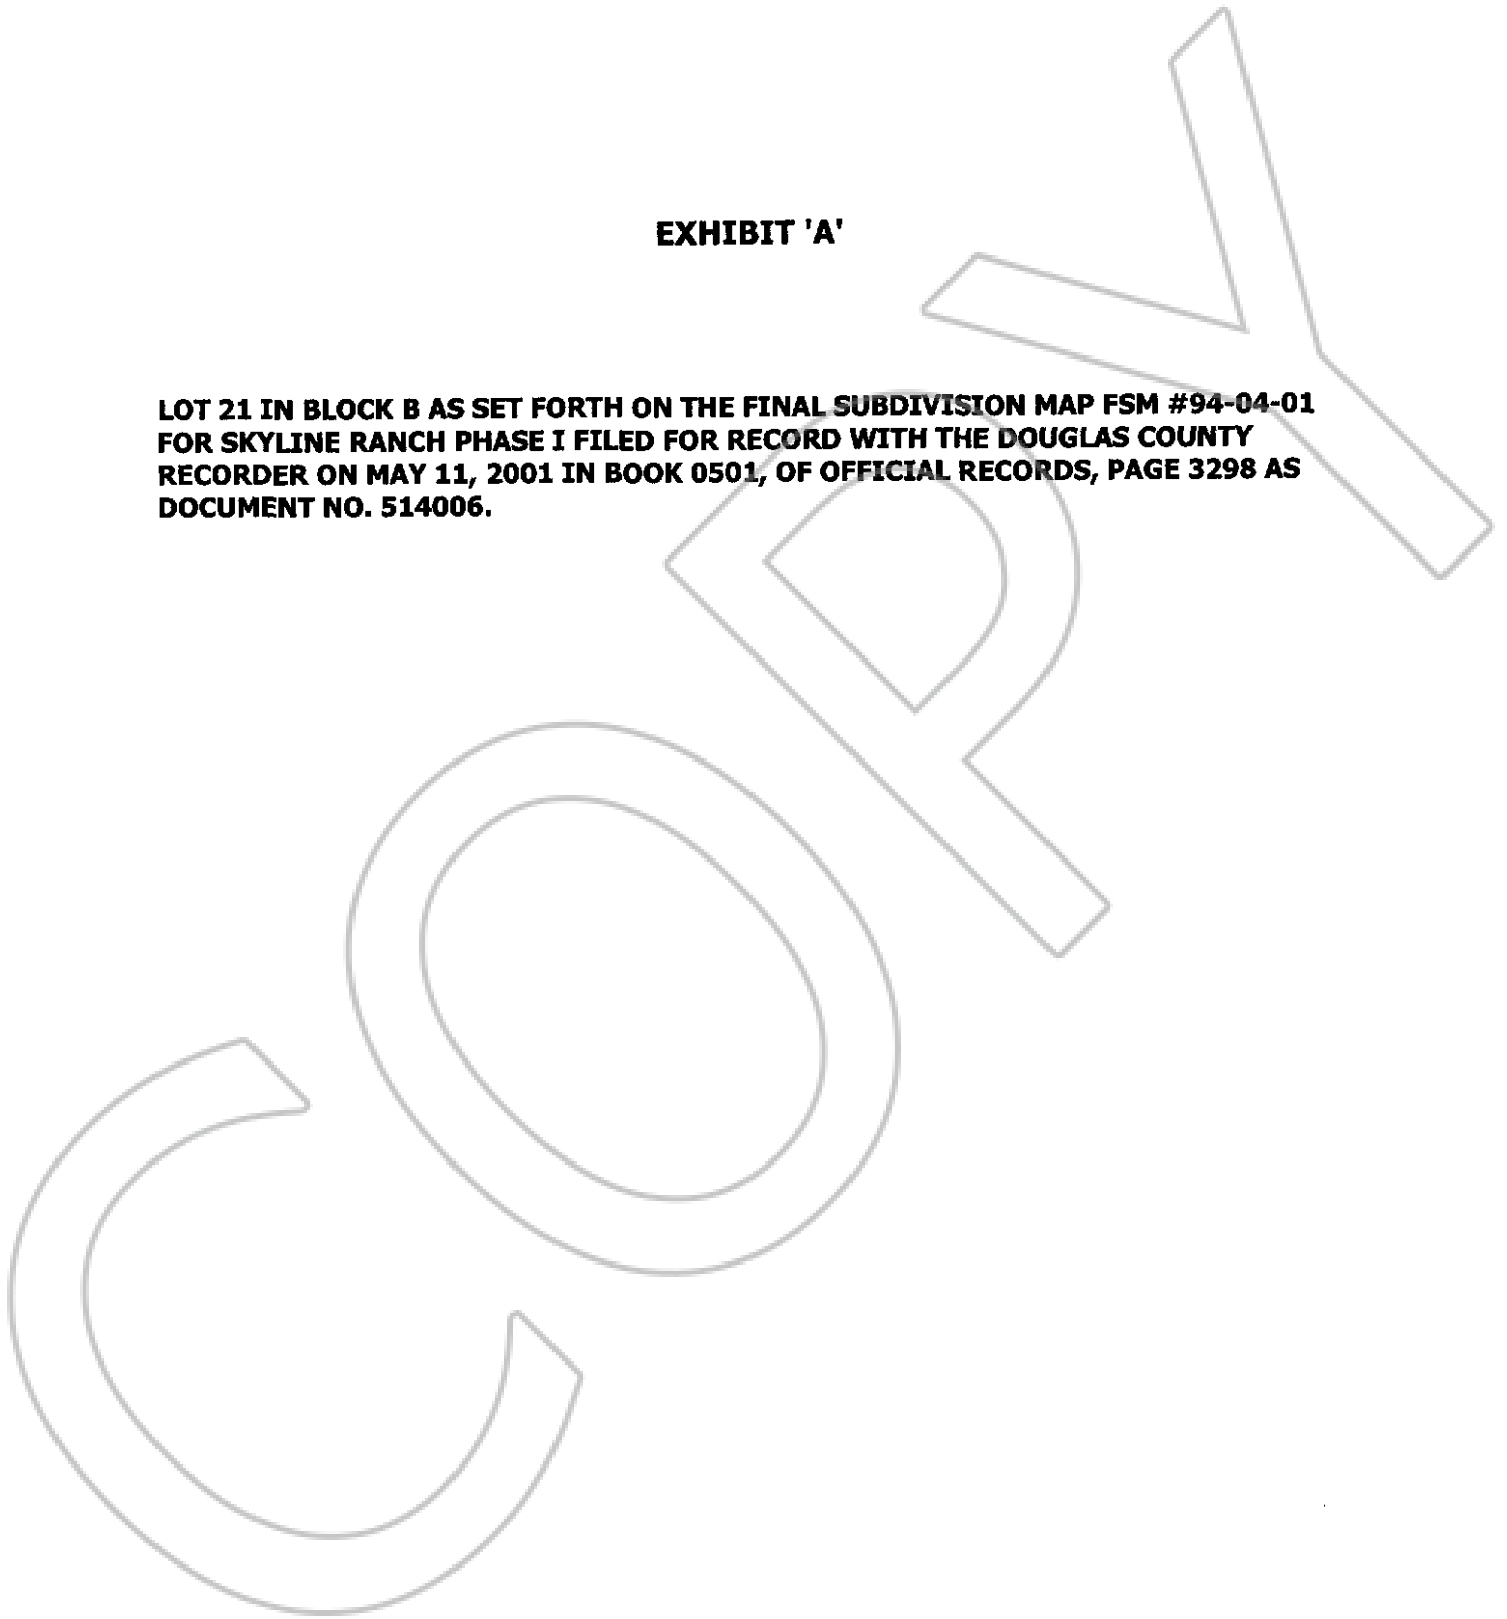 EXHIBIT 'A'
LOT 21 IN BLOCK B AS SET FORTH ON THE FINAL SUBDIVISION MAP FSM #94-04-01
FOR SKYLINE RANCH PHASE I FILED FOR RECORD WITH THE DOUGLAS COUNTY
RECORDER ON MAY 11, 2001 IN BOOK 0501, OF OFFICIAL RECORDS, PAGE 3298 AS
DOCUMENT NO. 514006.
COPY